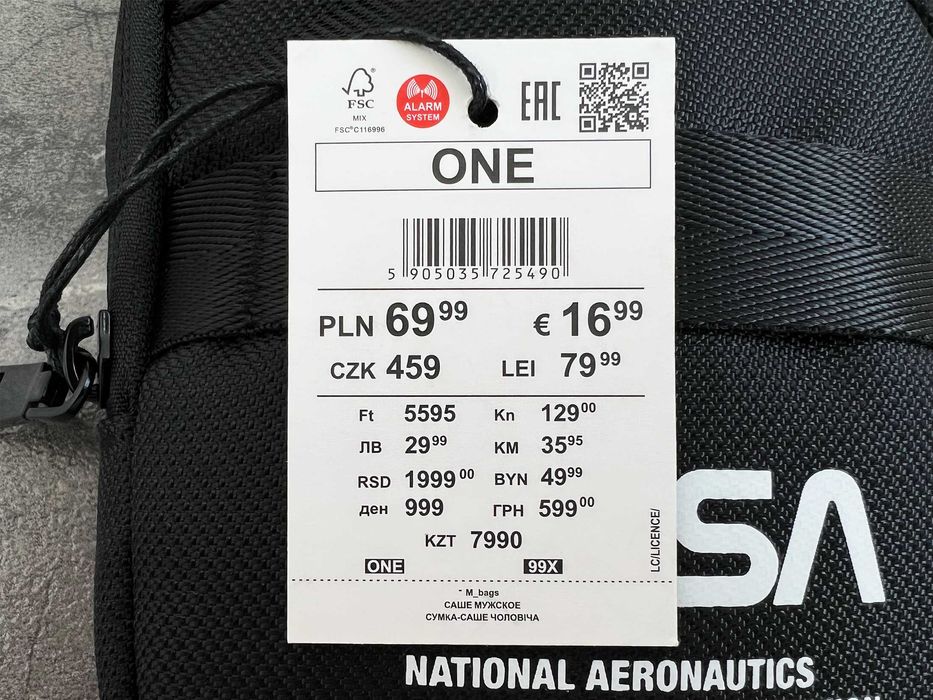 FSC
MIX
FSC®C116996
ALARM
SYSTEM
EAC
ONE
5 905035 725490
PLN 69 99 € 16 99
CZK 459 LEI 79 99
Ft 5595 Kn 129 00
ЛВ 29 99 KM 35 95
RSD 1999 00 BYN 49 99
ден 999 ГРН 599 00
KZT 7990
ONE 99X
LC/LICENCE/
- M_bags
САШЕ МУЖСКОЕ
СУМКА-САШЕ ЧОЛОВІЧА
SA
NATIONAL AERONAUTICS